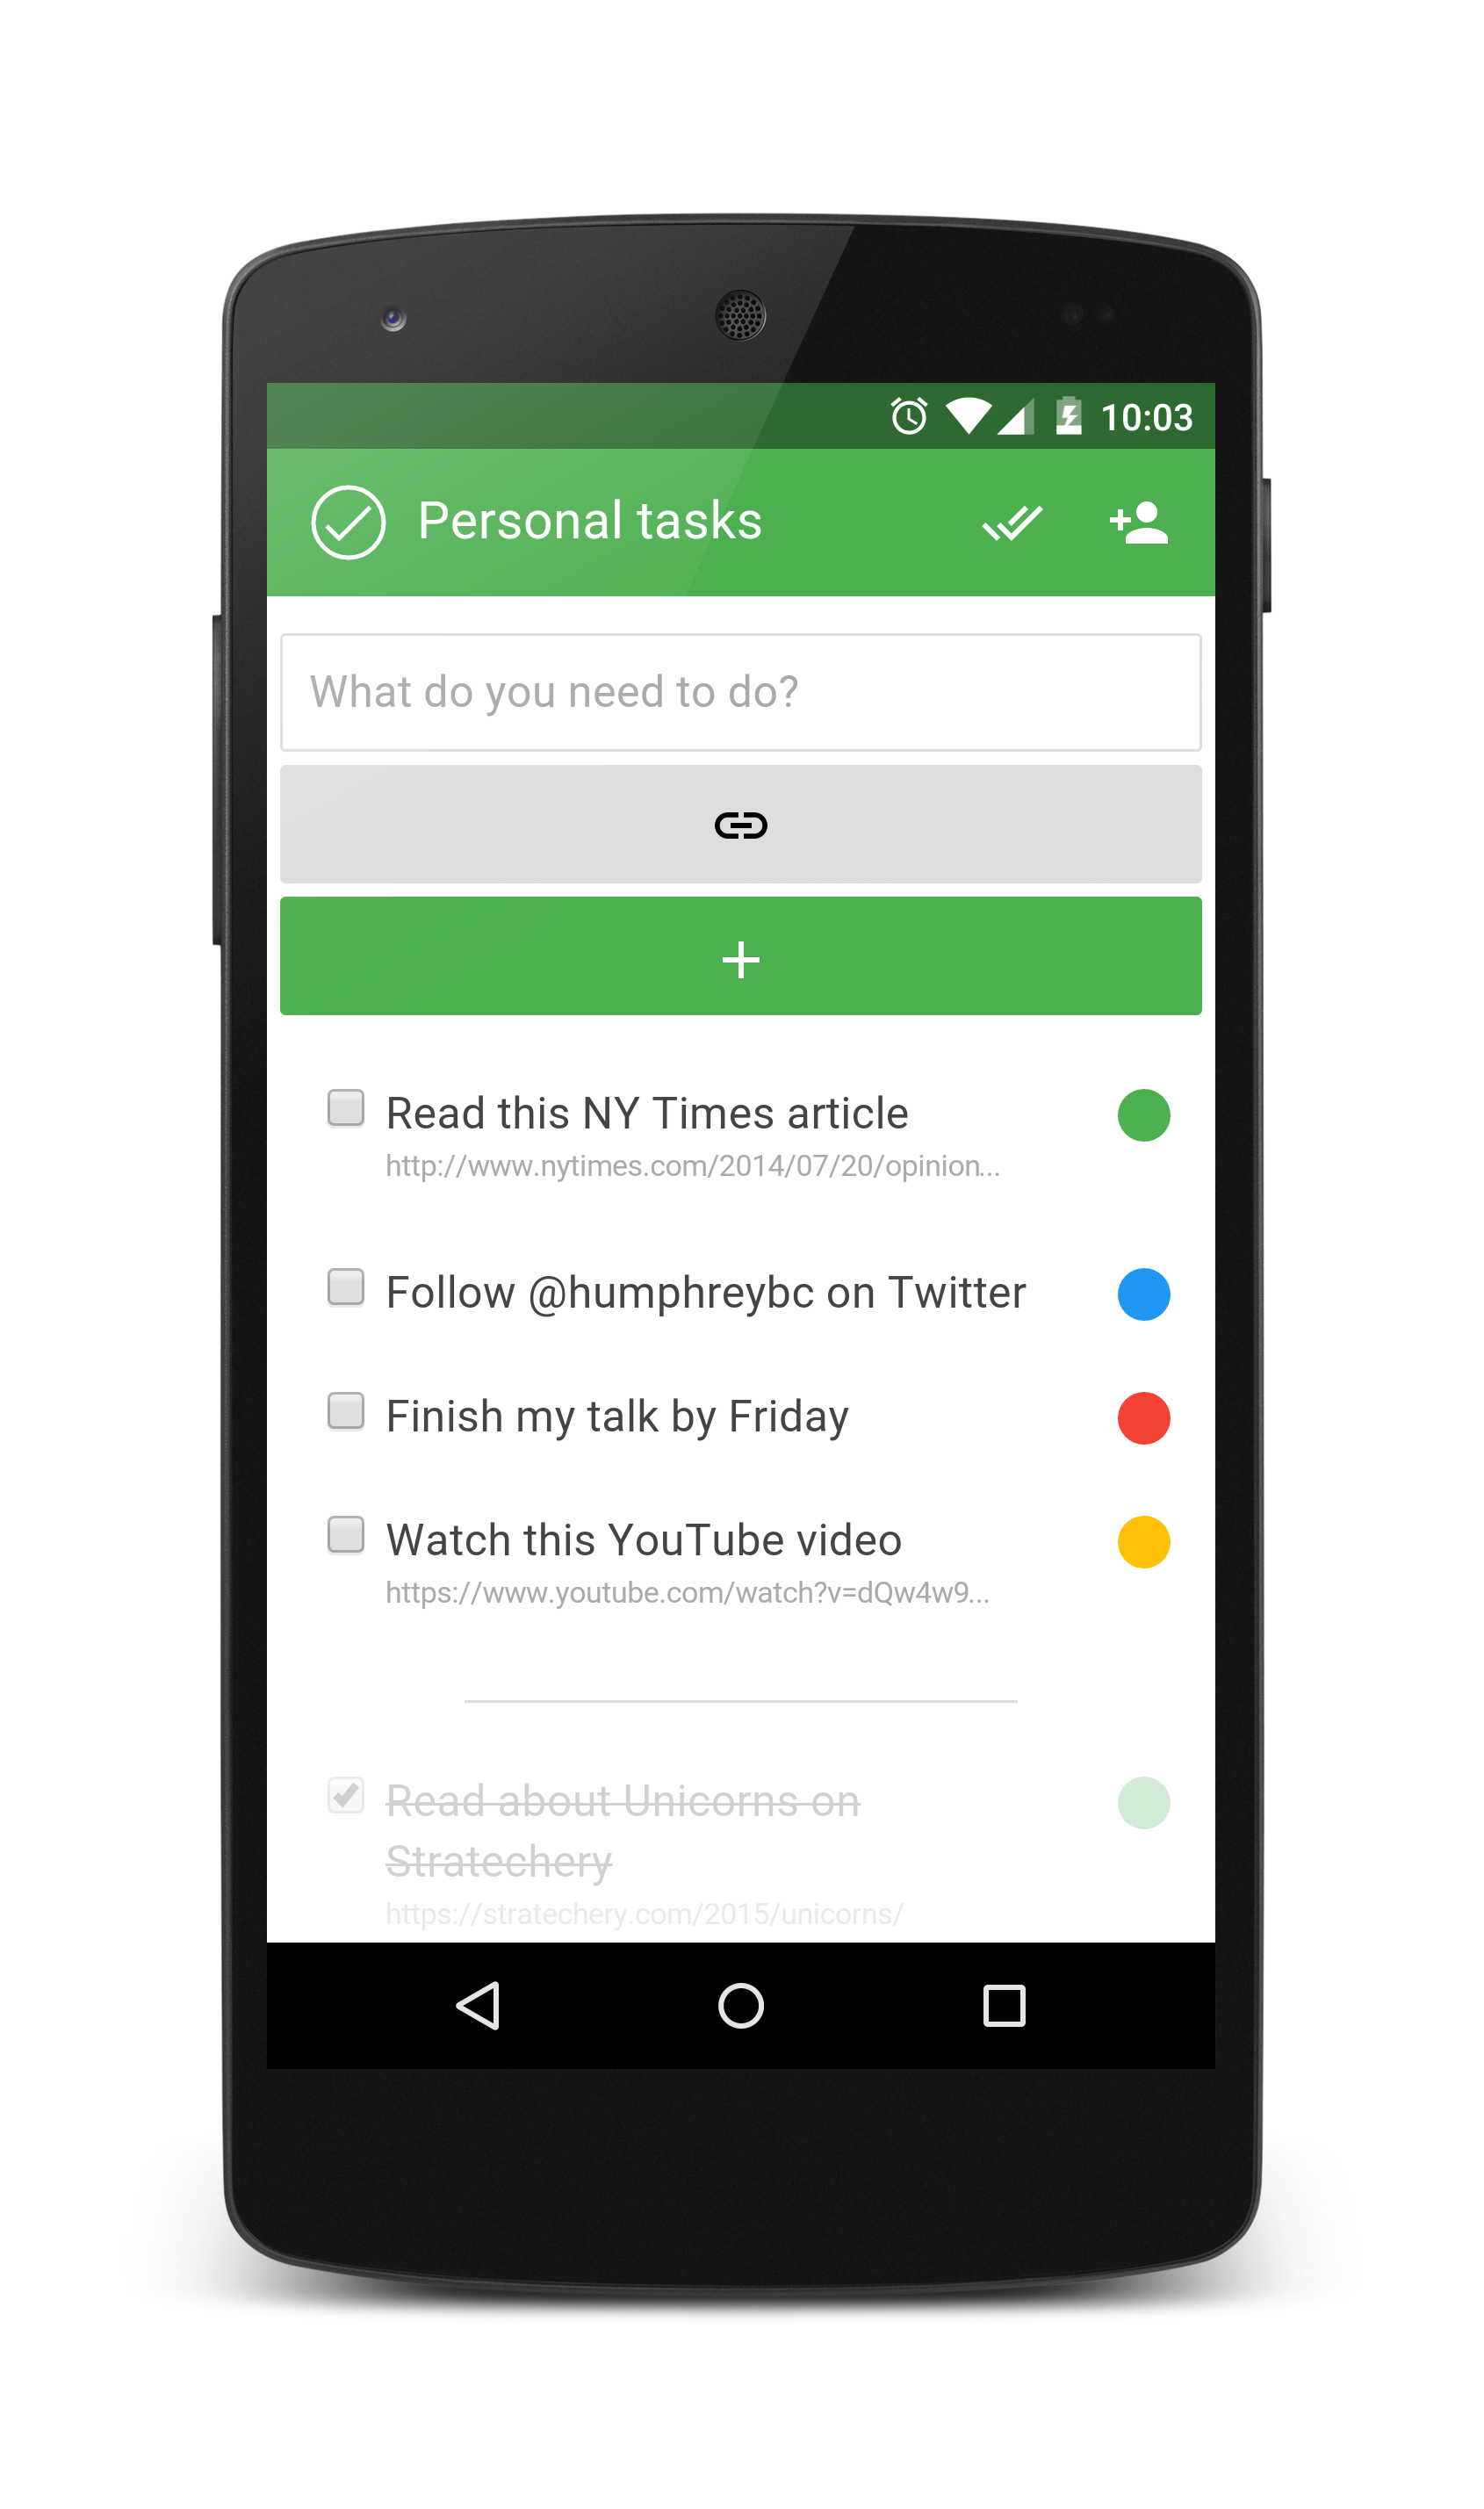 10:03
Personal tasks
What do you need to do?
Read this NY Times article
http://www.nytimes.com/2014/07/20/opinion...
Follow @humphreybc on Twitter
Finish my talk by Friday
Watch this YouTube video
https://www.youtube.com/watch?v=dQw4w9...
Read about Unicorns on
Stratechery
https://stratechery.com/2015/unicorns/